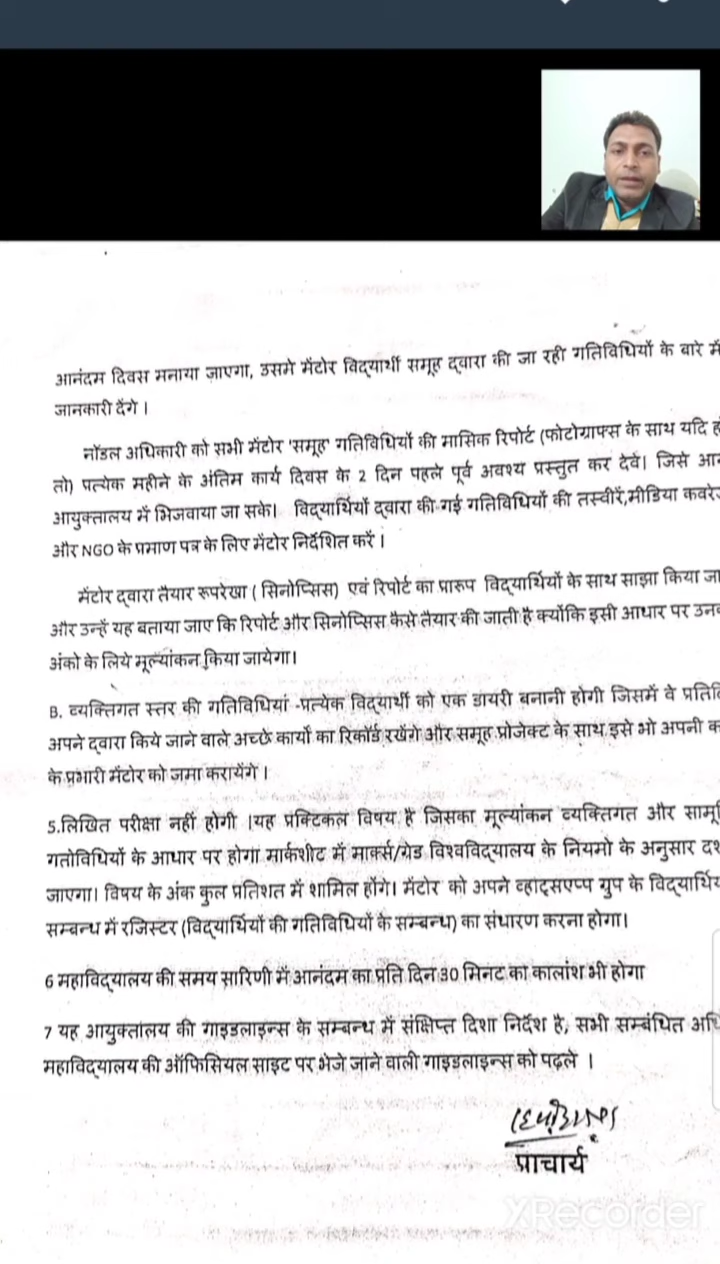 आनंदम दिवस मनाया जाएगा, उसमे मेंटोर विद्यार्थी समूह द्वारा की जा रही गतिविधियों के बारे में
जानकारी देंगे ।
नॉडल अधिकारी को सभी मेंटोर 'समूह' गतिविधियों की मासिक रिपोर्ट (फोटोग्राफ्स के साथ यदि
तो) प्रत्येक महीने के अंतिम कार्य दिवस के 2 दिन पहले पूर्व अवश्य प्रस्तुत कर देवे। जिसे
आयुक्तालय में भिजवाया जा सके। विद्यार्थियों द्वारा की गई गतिविधियों की तस्वीरें,मीडिया
और NGO के प्रमाण पत्र के लिए मेंटोर निर्देशित करें ।
मेंटोर द्वारा तैयार रूपरेखा ( सिनोप्सिस) एवं रिपोर्ट का प्रारूप विद्यार्थियों के साथ साझा किया
और उन्हें यह बताया जाए कि रिपोर्ट और सिनोप्सिस कैसे तैयार की जाती है क्योंकि इसी आधार पर
अंको के लिये मूल्यांकन किया जायेगा।
B. व्यक्तिगत स्तर की गतिविधियां -प्रत्येक विद्यार्थी को एक डायरी बनानी होगी जिसमें वे
अपने द्वारा किये जाने वाले अच्छे कार्यो का रिकॉर्ड रखेंगे और समूह प्रोजेक्ट के साथ इसे भो अपनी
के प्रभारी मेंटोर को जमा करायेंगे ।
5.लिखित परीक्षा नहीं होगी ।यह प्रक्टिकल विषय है जिसका मूल्यांकन व्यक्तिगत और
गतोविधियों के आधार पर होगा मार्कशीट में मार्क्स/ग्रेड विश्वविद्यालय के नियमो के अनुसार
जाएगा। विषय के अंक कुल प्रतिशत में शामिल होंगे। मेंटोर को अपने व्हाट्सएप्प ग्रुप के
सम्बन्ध में रजिस्टर (विद्यार्थियों की गतिविधियों के सम्बन्ध) का संधारण करना होगा।
6 महाविद्यालय की समय सारिणी में आनंदम का प्रति दिन 30 मिनट का कालांश भी होगा
7 यह आयुक्तालय की गाइडलाइन्स के सम्बन्ध में संक्षिप्त दिशा निर्देश है, सभी सम्बंधित
महाविद्यालय की ऑफिसियल साइट पर भेजे जाने वाली गाइडलाइन्स को पढ़ले ।
प्राचार्य
XRecorder